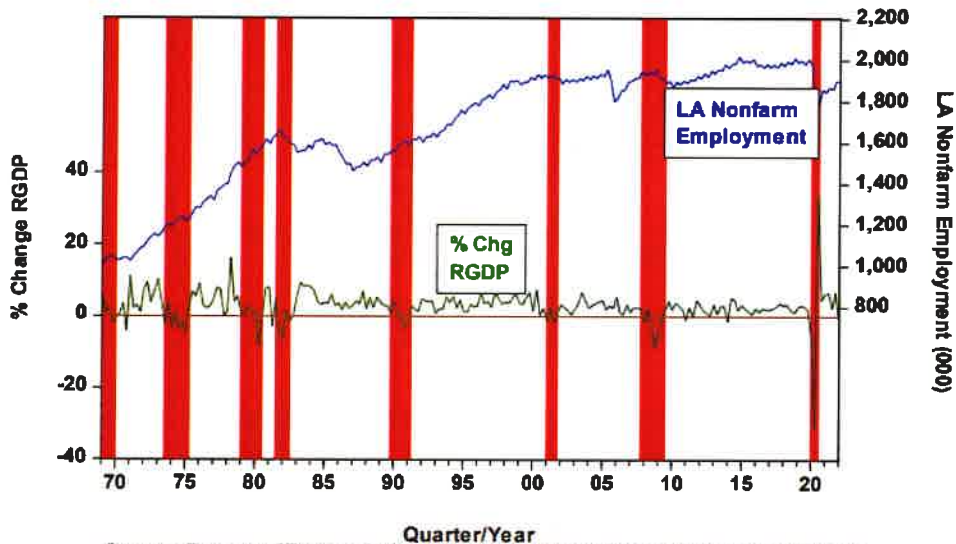 2,200
2,000
1,800
1,600
1,400
1,200
1,000
800
LA Nonfarm Employment (000)
40
20
0
-20
-40
% Change RGDP
LA Nonfarm
Employment
% Chg
RGDP
70 75 80 85 90 95 00 05 10 15 20
Quarter/Year